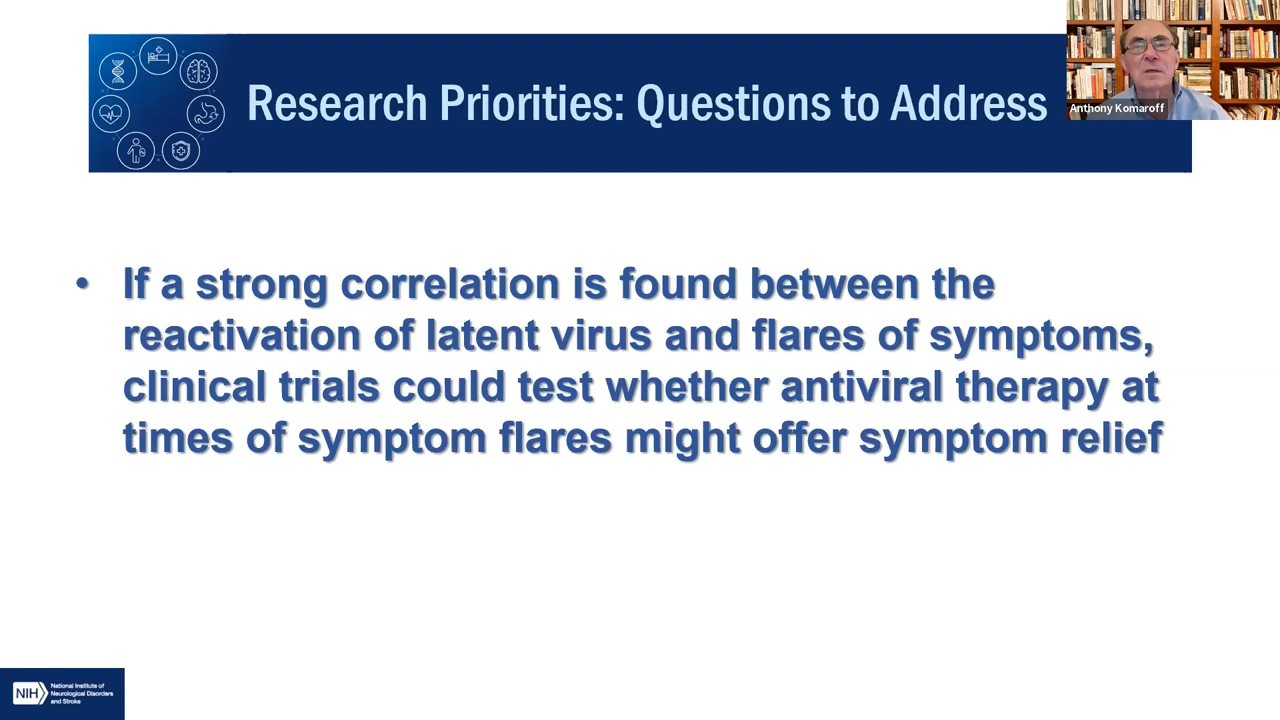 Research Priorities: Questions to Address
Anthony Komaroff
• If a strong correlation is found between the
reactivation of latent virus and flares of symptoms,
clinical trials could test whether antiviral therapy at
times of symptom flares might offer symptom relief
NIH
National Institute of
Neurological Disorders
and Stroke